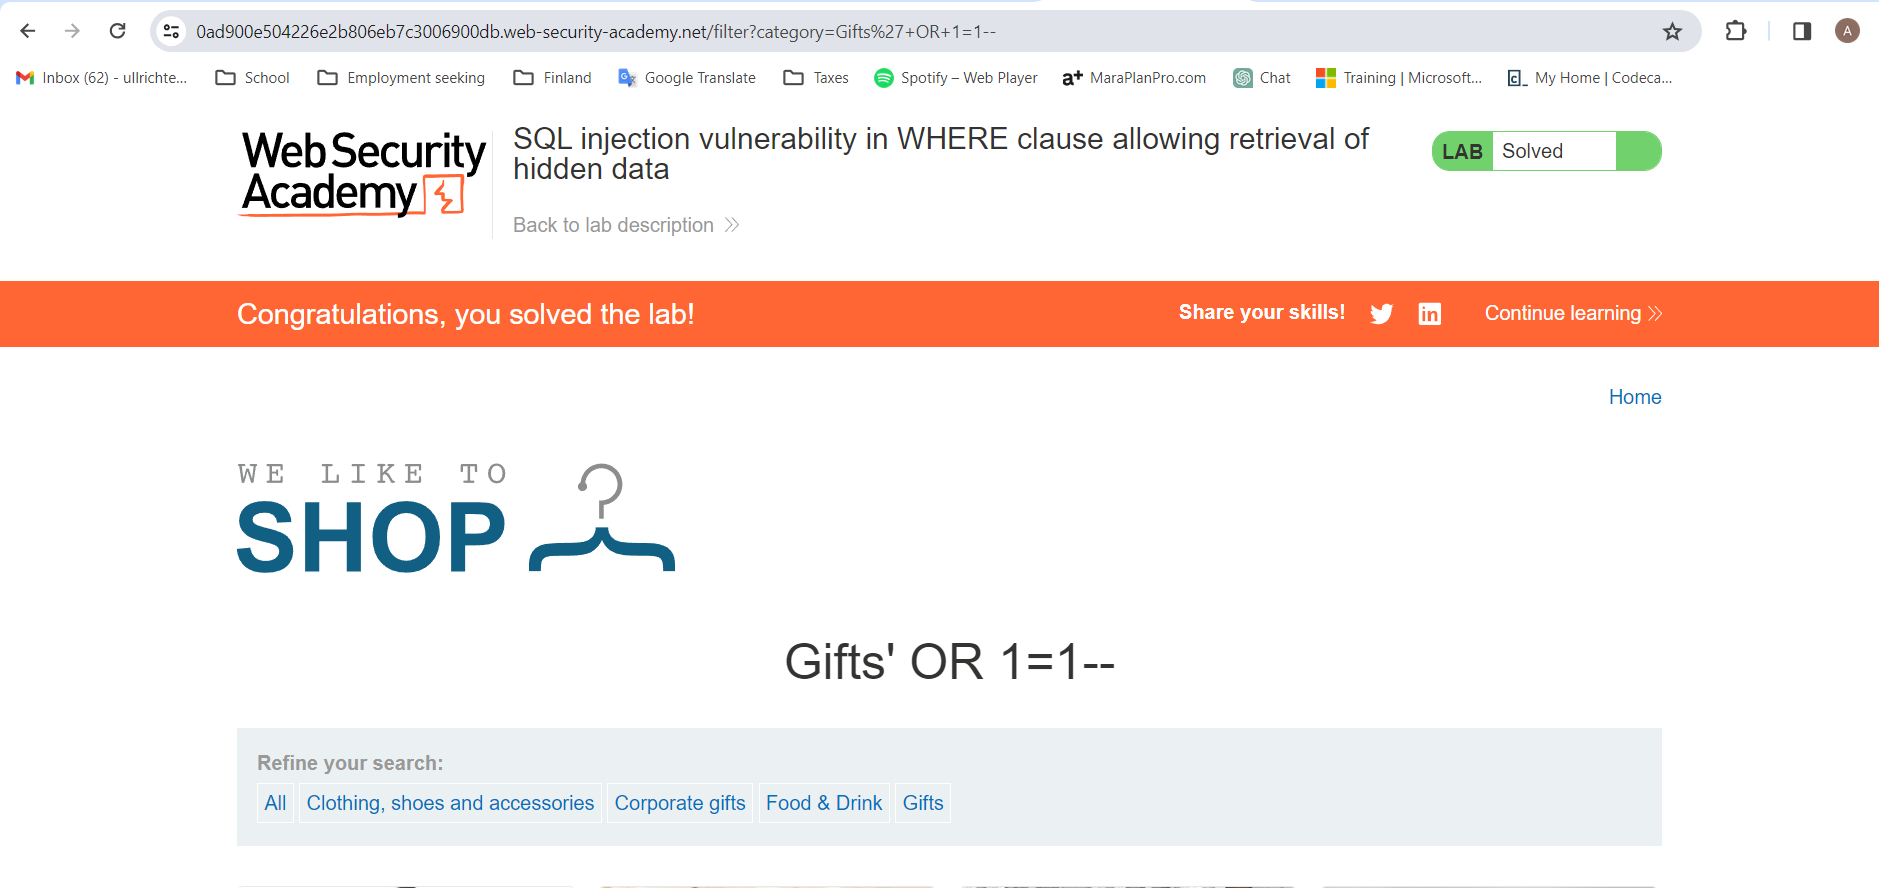 0ad900e504226e2b806eb7c3006900db.web-security-academy.net/filter?category=Gifts%27+OR+1=1--
A
Inbox (62) - ullrichte... School Employment seeking Finland Google Translate Taxes Spotify – Web Player a+ MaraPlanPro.com Chat Training | Microsoft... c_ My Home | Codeca...
Web Security
Academy
SQL injection vulnerability in WHERE clause allowing retrieval of
hidden data
LAB Solved
Back to lab description
Congratulations, you solved the lab! Share your skills! in Continue learning
Home
WE LIKE TO
SHOP
Gifts' OR 1=1--
Refine your search:
All Clothing, shoes and accessories Corporate gifts Food & Drink Gifts